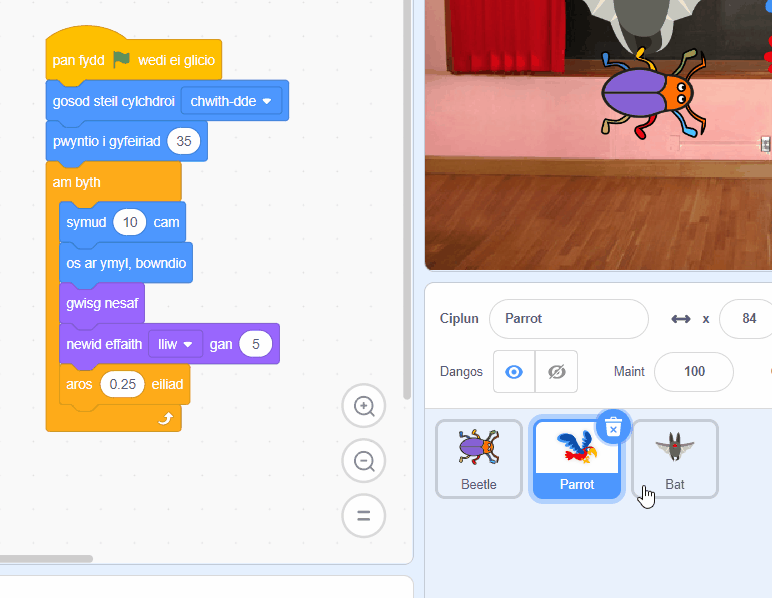 pan fydd wedi ei glicio
gosod steil cylchdroi chwith-dde
pwyntio i gyfeiriad 35
am byth
symud 10 cam
os ar ymyl, bowndio
gwisg nesaf
newid effaith lliw gan 5
aros 0.25 eiliad
Ciplun Parrot x 84
Dangos Maint 100
Beetle Parrot Bat